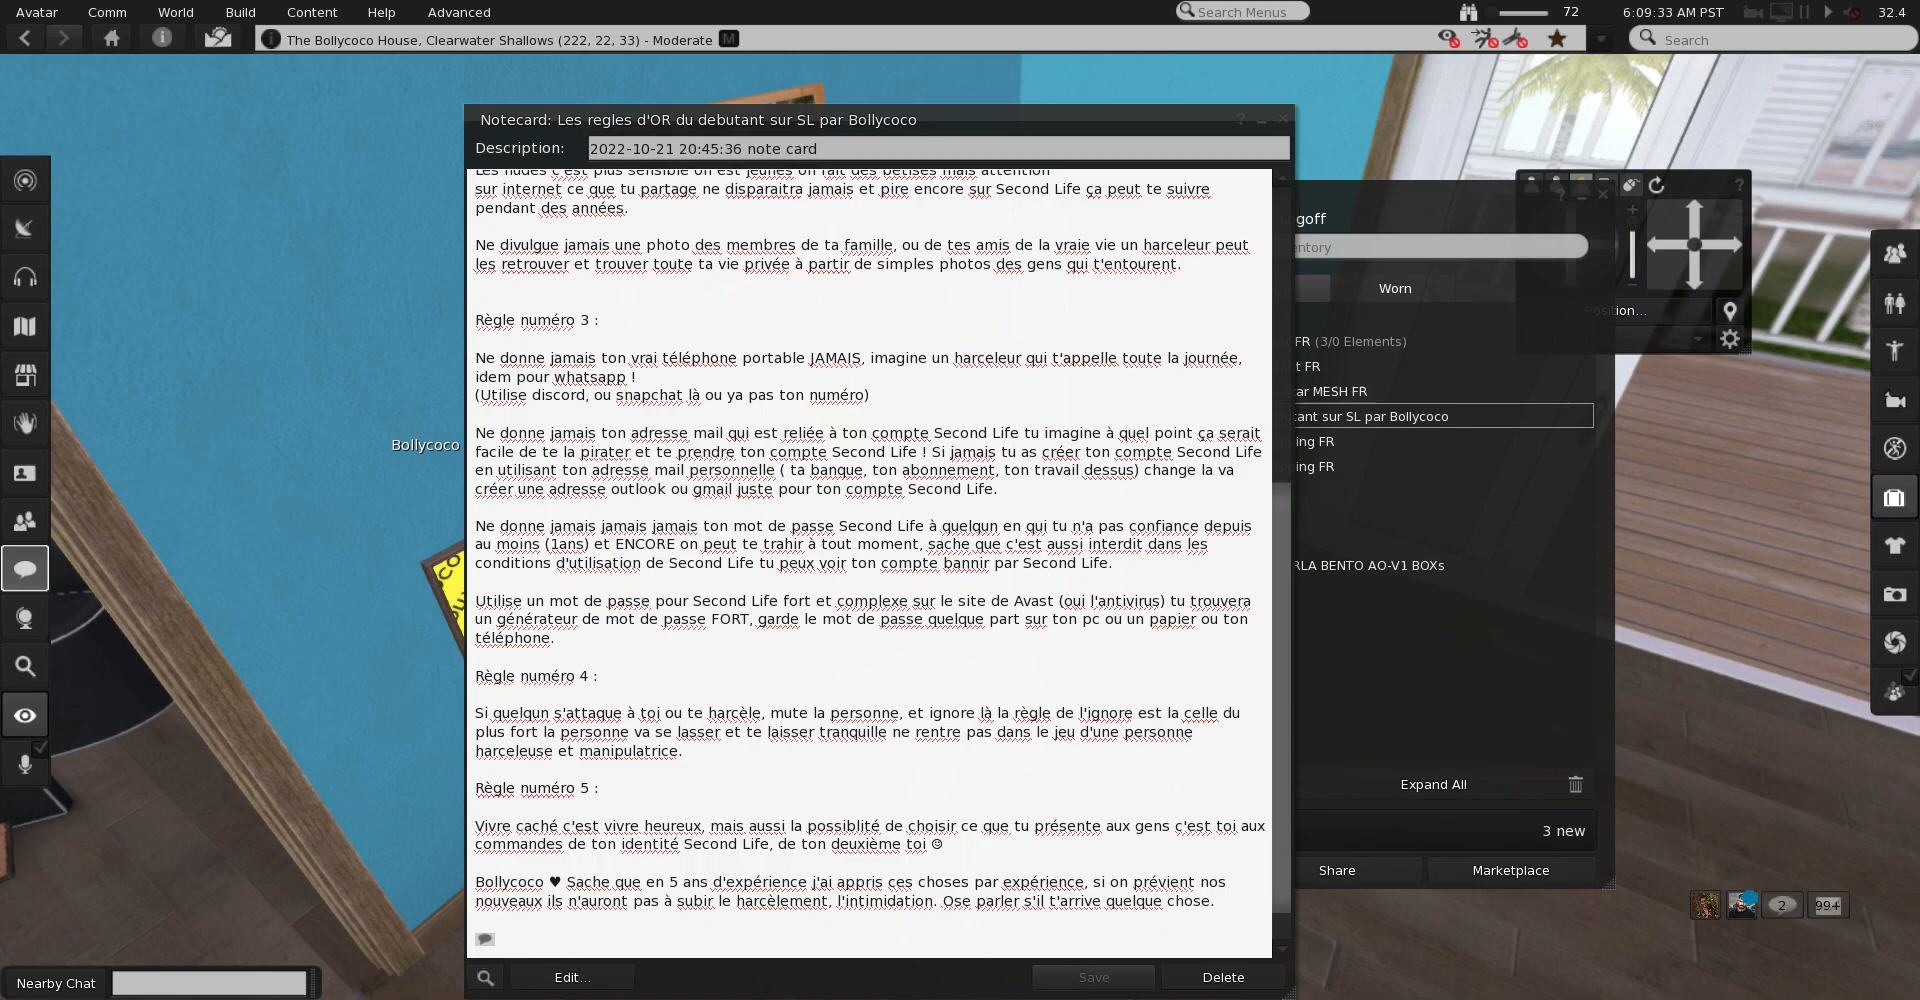 Avatar Comm World Build Content Help Advanced Search Menus 72 6:09:33 AM PST 32.4
The Bollycoco House, Clearwater Shallows (222, 22, 33) - Moderate M Search
Notecard: Les regles d'OR du debutant sur SL par Bollycoco
Description: 2022-10-21 20:45:36 note card
Les nudes c'est plus sensible on est jeunes on fait des bêtises mais attention
sur internet ce que tu partage ne disparaitra jamais et pire encore sur Second Life ça peut te suivre
pendant des années.
Ne divulgue jamais une photo des membres de ta famille, ou de tes amis de la vraie vie un harceleur peut
les retrouver et trouver toute ta vie privée à partir de simples photos des gens qui t'entourent.
Règle numéro 3 :
Ne donne jamais ton vrai téléphone portable JAMAIS, imagine un harceleur qui t'appelle toute la journée,
idem pour whatsapp !
(Utilise discord, ou snapchat là ou ya pas ton numéro)
Ne donne jamais ton adresse mail qui est reliée à ton compte Second Life tu imagine à quel point ça serait
facile de te la pirater et te prendre ton compte Second Life ! Si jamais tu as créer ton compte Second Life
en utilisant ton adresse mail personnelle ( ta banque, ton abonnement, ton travail dessus) change la va
créer une adresse outlook ou gmail juste pour ton compte Second Life.
Ne donne jamais jamais jamais ton mot de passe Second Life à quelqun en qui tu n'a pas confiance depuis
au moins (1ans) et ENCORE on peut te trahir à tout moment, sache que c'est aussi interdit dans les
conditions d'utilisation de Second Life tu peux voir ton compte bannir par Second Life.
Utilise un mot de passe pour Second Life fort et complexe sur le site de Avast (oui l'antivirus) tu trouvera
un générateur de mot de passe FORT, garde le mot de passe quelque part sur ton pc ou un papier ou ton
téléphone.
Règle numéro 4 :
Si quelqun s'attaque à toi ou te harcèle, mute la personne, et ignore là la règle de l'ignore est la celle du
plus fort la personne va se lasser et te laisser tranquille ne rentre pas dans le jeu d'une personne
harceleuse et manipulatrice.
Règle numéro 5 :
Vivre caché c'est vivre heureux, mais aussi la possiblité de choisir ce que tu présente aux gens c'est toi aux
commandes de ton identité Second Life, de ton deuxième toi ☺
Bollycoco ♥ Sache que en 5 ans d'expérience j'ai appris ces choses par expérience, si on prévient nos
nouveaux ils n'auront pas à subir le harcèlement, l'intimidation. Ose parler s'il t'arrive quelque chose.
Edit... Save Delete
Bollycoco
goff
entory
Worn
FR (3/0 Elements)
t FR
ar MESH FR
tant sur SL par Bollycoco
ing FR
ing FR
RLA BENTO AO-V1 BOXs
Expand All
3 new
Share Marketplace
Position...
2 99+
Nearby Chat